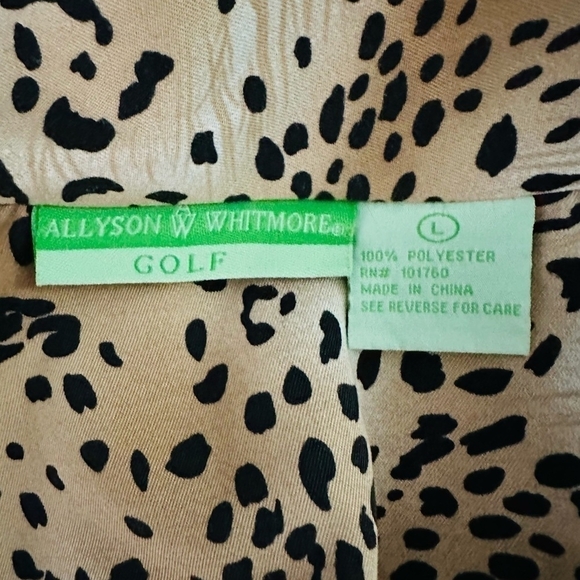 ALLYSON W WHITMORE®
GOLF
L
100% POLYESTER
RN# 101760
MADE IN CHINA
SEE REVERSE FOR CARE